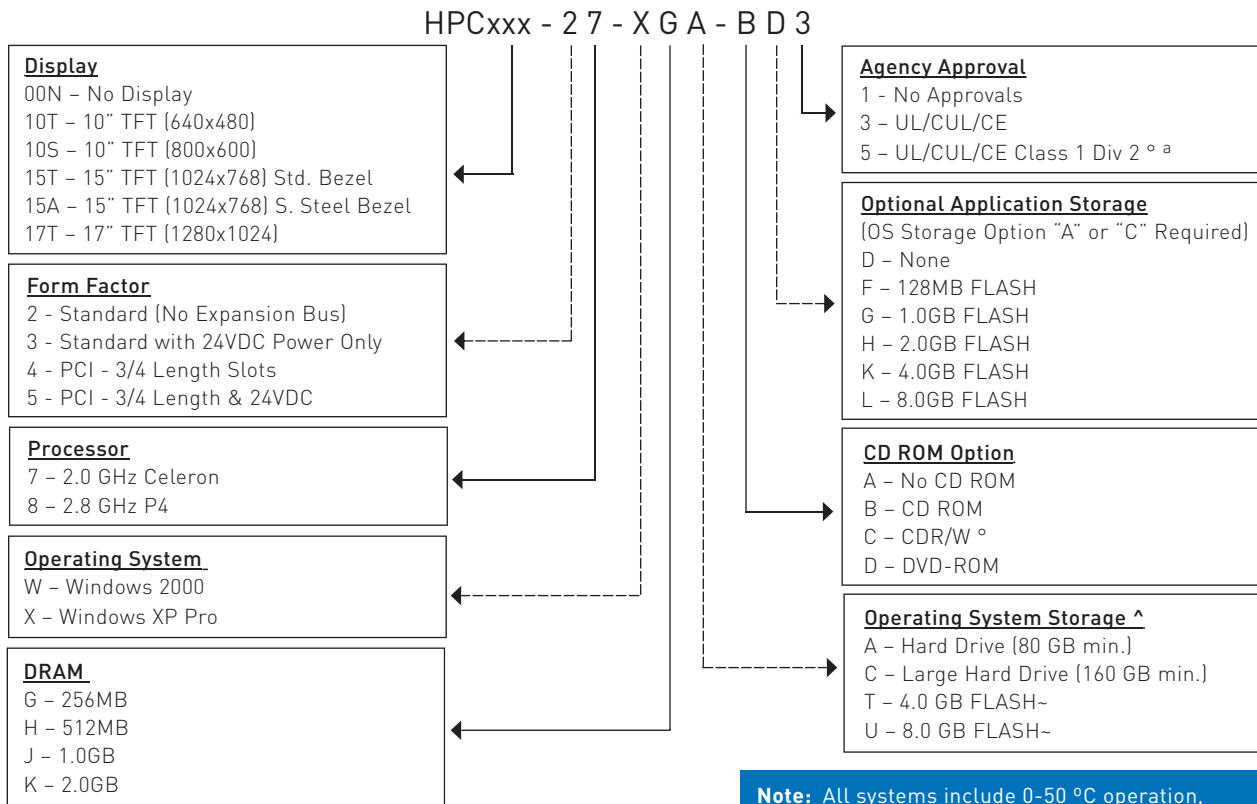 HPCxxx - 2 7 - X G A - B D 3
Display
00N – No Display
10T – 10” TFT (640x480)
10S – 10” TFT (800x600)
15T – 15” TFT (1024x768) Std. Bezel
15A – 15” TFT (1024x768) S. Steel Bezel
17T – 17” TFT (1280x1024)
Form Factor
2 - Standard (No Expansion Bus)
3 - Standard with 24VDC Power Only
4 - PCI - 3/4 Length Slots
5 - PCI - 3/4 Length & 24VDC
Processor
7 – 2.0 GHz Celeron
8 – 2.8 GHz P4
Operating System
W – Windows 2000
X – Windows XP Pro
DRAM
G – 256MB
H – 512MB
J – 1.0GB
K – 2.0GB
Agency Approval
1 - No Approvals
3 – UL/CUL/CE
5 – UL/CUL/CE Class 1 Div 2 ° ª
Optional Application Storage
(OS Storage Option “A” or “C” Required)
D – None
F – 128MB FLASH
G – 1.0GB FLASH
H – 2.0GB FLASH
K – 4.0GB FLASH
L – 8.0GB FLASH
CD ROM Option
A – No CD ROM
B – CD ROM
C – CDR/W °
D – DVD-ROM
Operating System Storage ^
A – Hard Drive (80 GB min.)
C – Large Hard Drive (160 GB min.)
T – 4.0 GB FLASH~
U – 8.0 GB FLASH~
Note: All systems include 0-50 ºC operation,